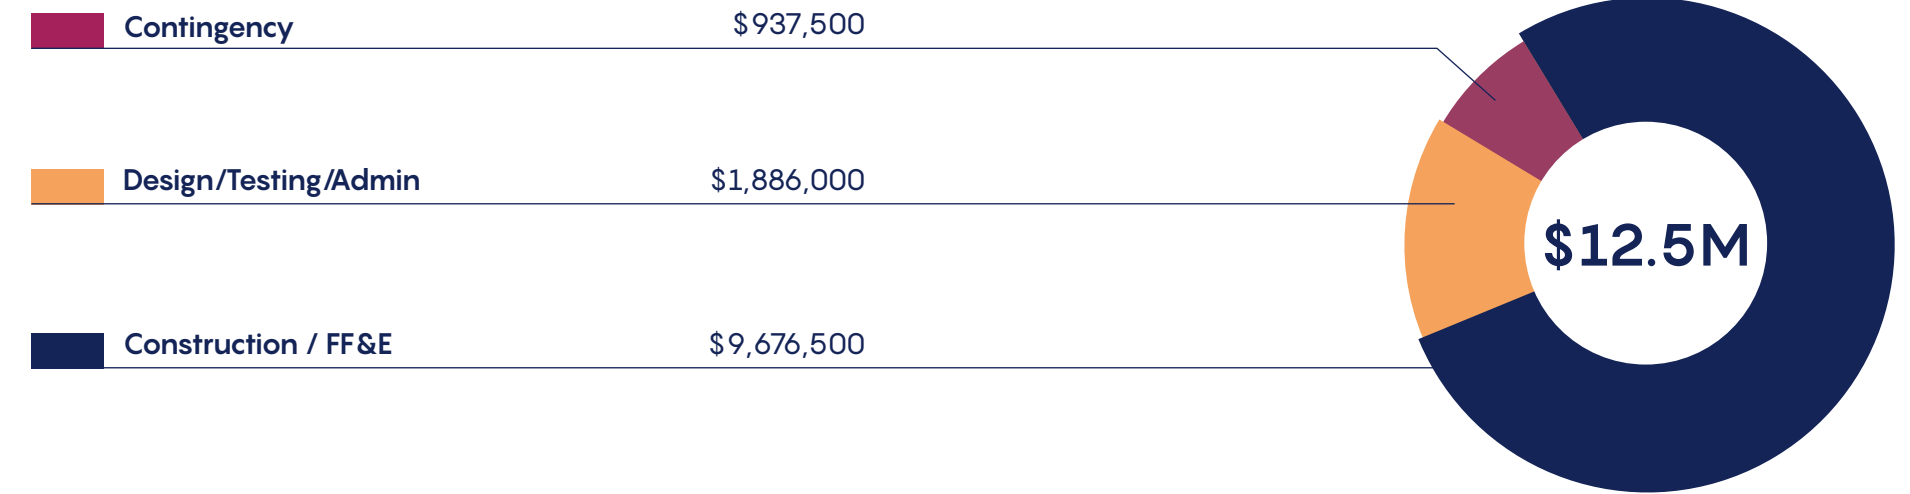 Contingency $937,500
Design/Testing/Admin $1,886,000
$12.5M
Construction / FF&E $9,676,500